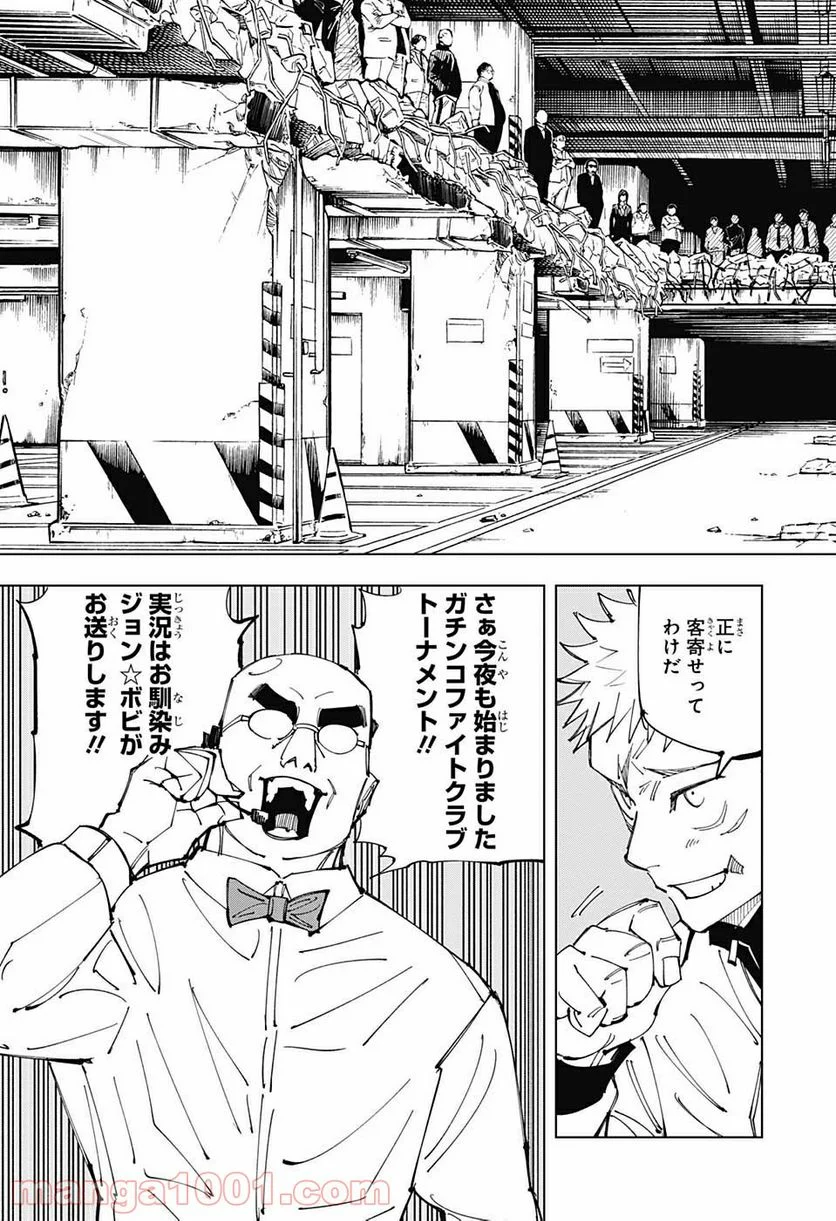 正に
客寄せって
わけだ
さぁ今夜も始まりました
ガチンコファイトクラブ
トーナメント!!
実況はお馴染み
ジョン☆ボビが
お送りします!!
manga1001.com